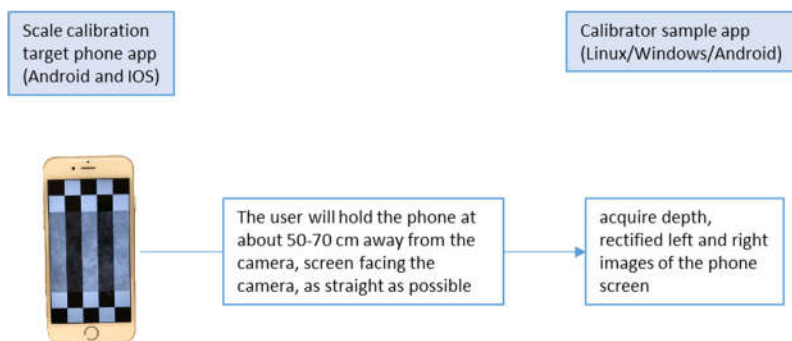 Scale calibration
target phone app
(Android and IOS)
Calibrator sample app
(Linux/Windows/Android)
The user will hold the phone at
about 50-70 cm away from the
camera, screen facing the
camera, as straight as possible
acquire depth,
rectified left and right
images of the phone
screen